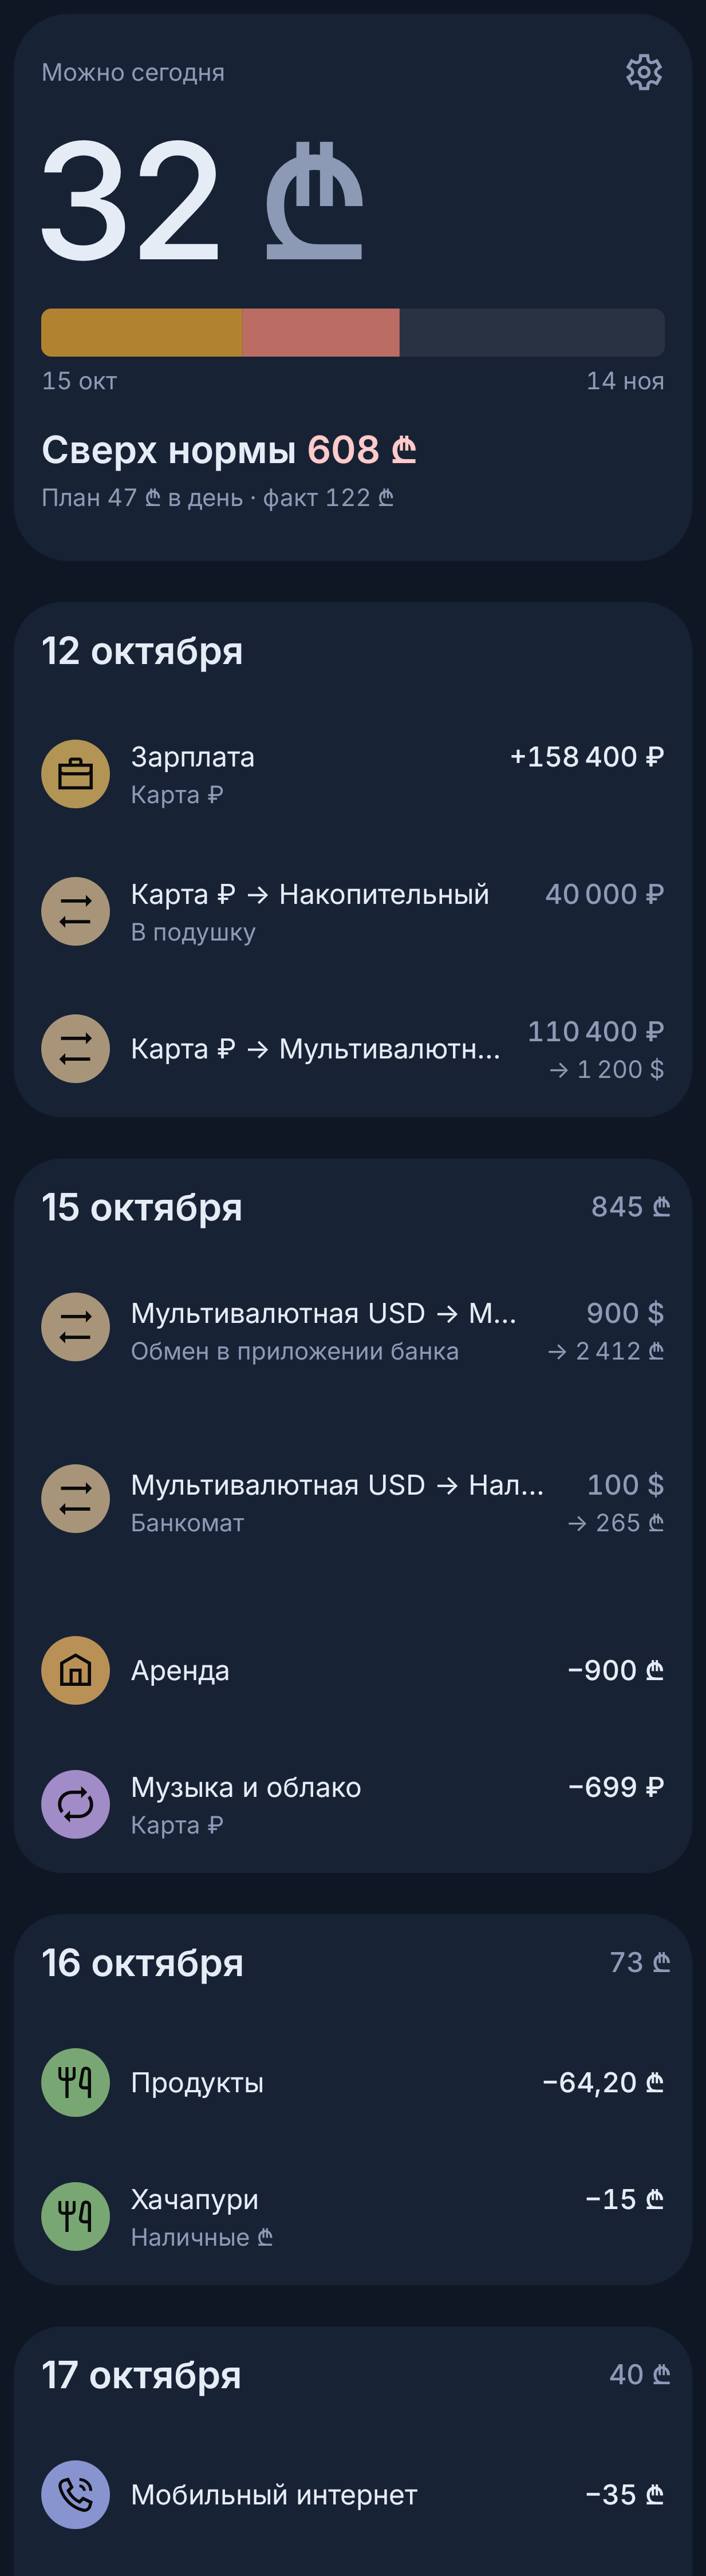 Можно сегодня
32 ₾
15 окт 14 ноя
Сверх нормы 608 ₾
План 47 ₾ в день · факт 122 ₾
12 октября
Зарплата +158 400 ₽
Карта ₽
Карта ₽ → Накопительный 40 000 ₽
В подушку
Карта ₽ → Мультивалютн... 110 400 ₽
→ 1 200 $
15 октября 845 ₾
Мультивалютная USD → М... 900 $
Обмен в приложении банка → 2 412 ₾
Мультивалютная USD → Нал... 100 $
Банкомат → 265 ₾
Аренда −900 ₾
Музыка и облако −699 ₽
Карта ₽
16 октября 73 ₾
Продукты −64,20 ₾
Хачапури −15 ₾
Наличные ₾
17 октября 40 ₾
Мобильный интернет −35 ₾